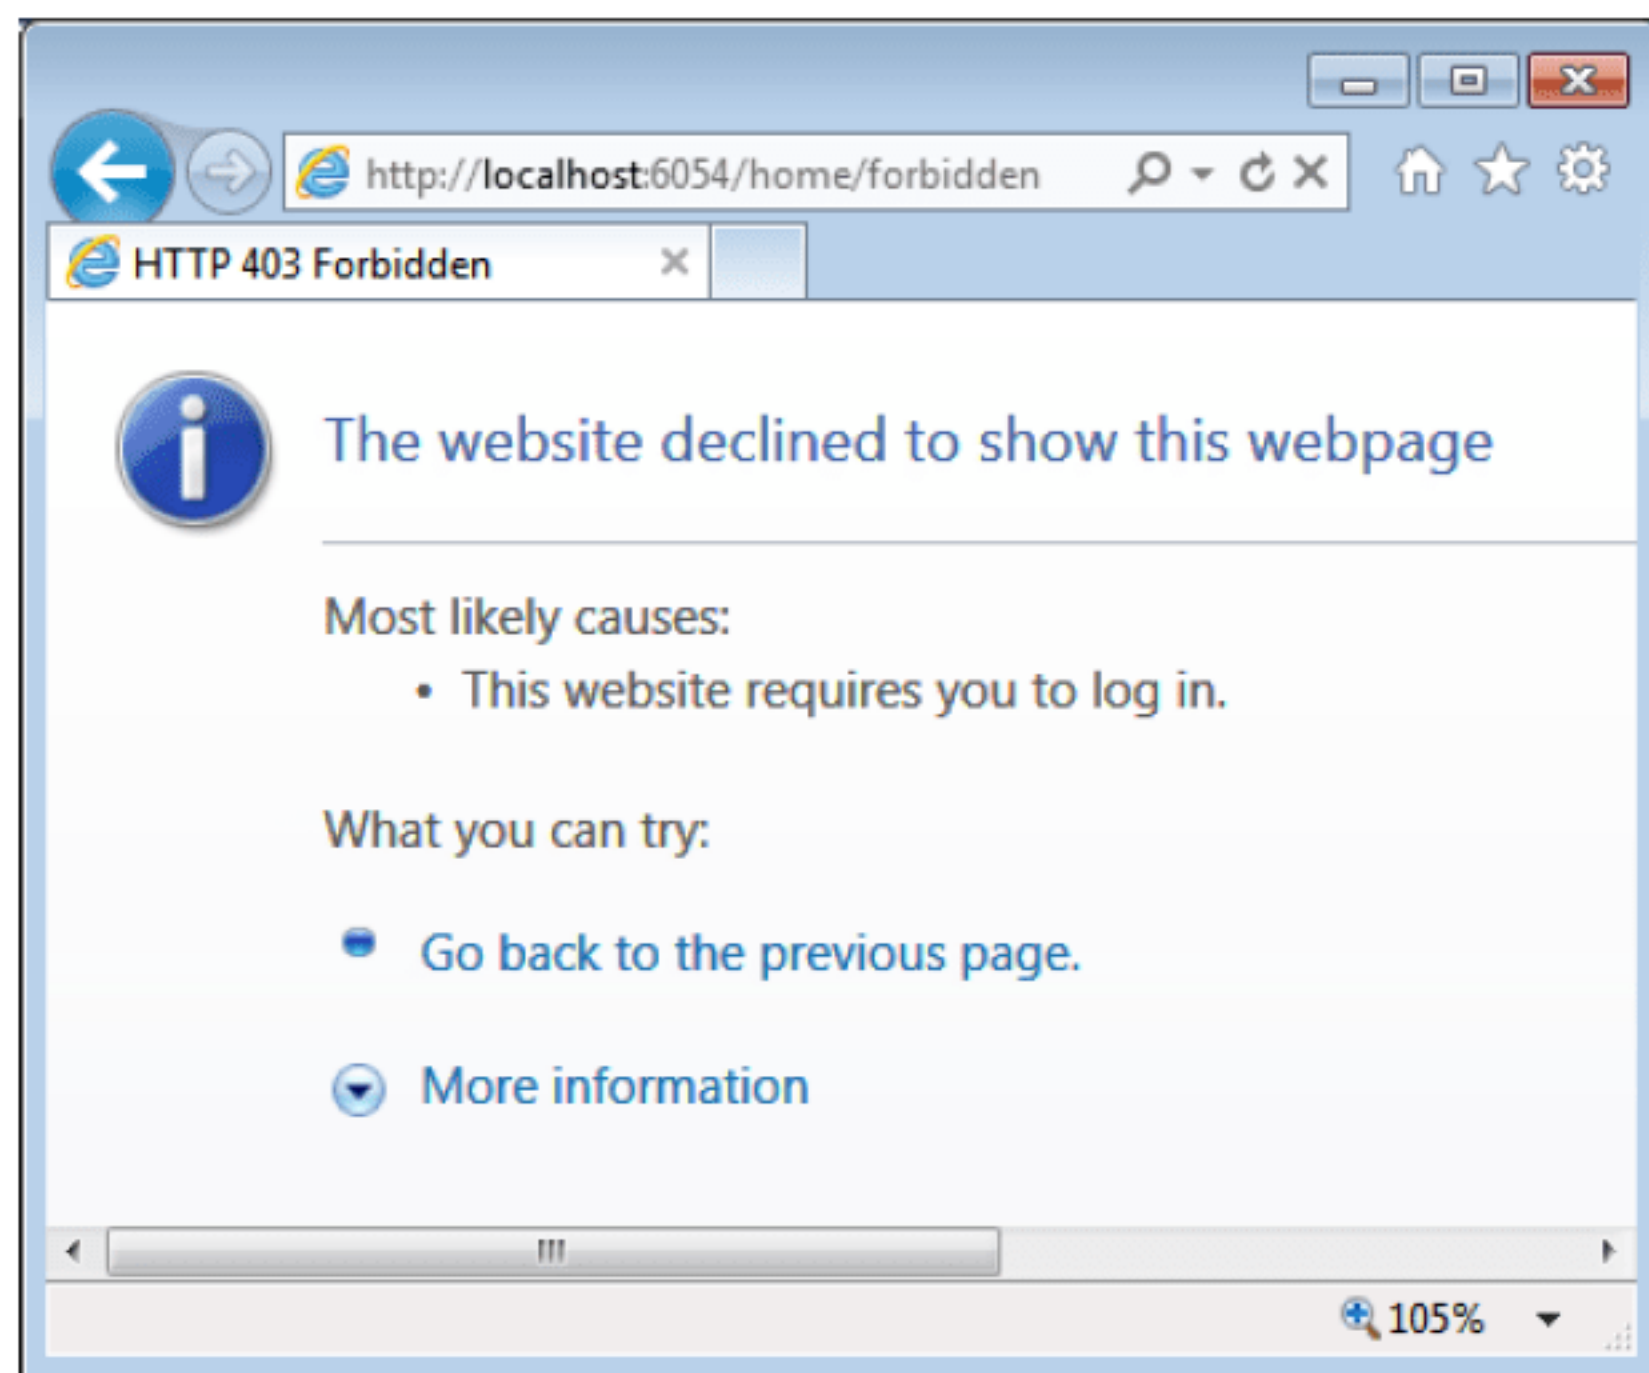 http://localhost:6054/home/forbidden
HTTP 403 Forbidden
The website declined to show this webpage
Most likely causes:
• This website requires you to log in.
What you can try:
Go back to the previous page.
More information
105%